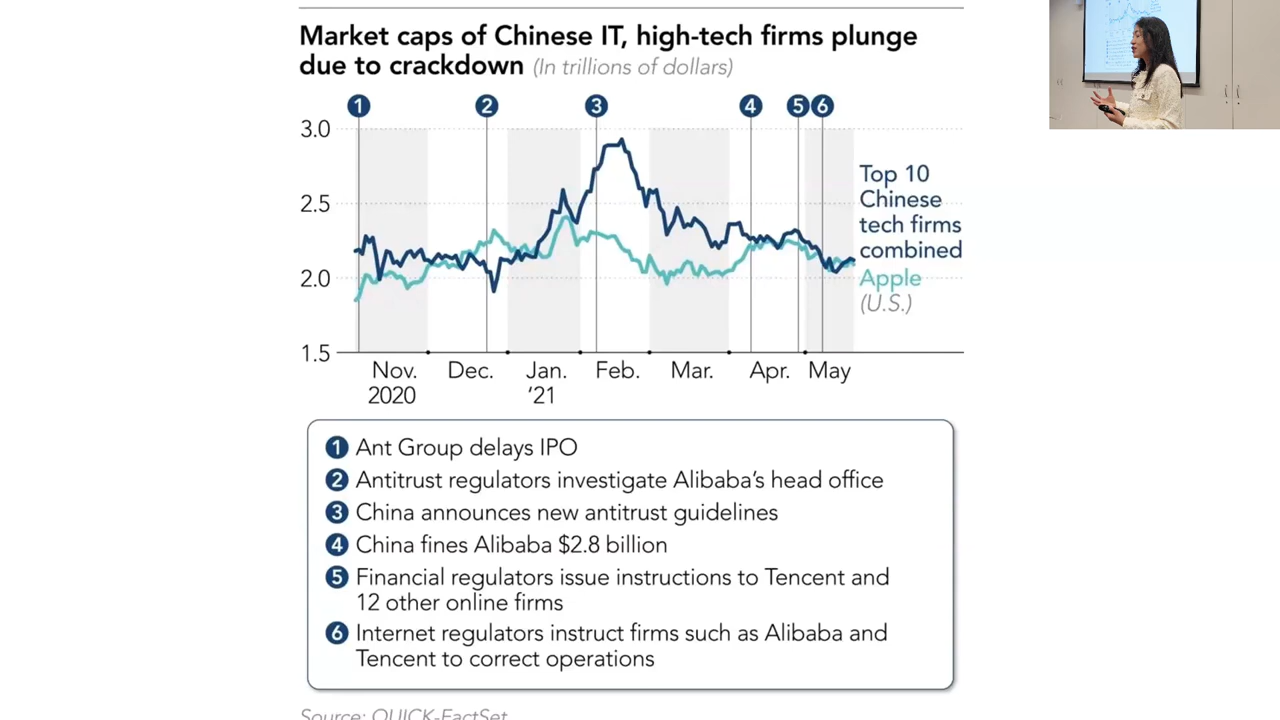 Market caps of Chinese IT, high-tech firms plunge
due to crackdown (In trillions of dollars)
1 2 3 4 5 6
3.0
2.5
2.0
1.5
Top 10
Chinese
tech firms
combined
Apple
(U.S.)
Nov. Dec. Jan. Feb. Mar. Apr. May
2020 '21
1 Ant Group delays IPO
2 Antitrust regulators investigate Alibaba's head office
3 China announces new antitrust guidelines
4 China fines Alibaba $2.8 billion
5 Financial regulators issue instructions to Tencent and
12 other online firms
6 Internet regulators instruct firms such as Alibaba and
Tencent to correct operations
Source: QUICK-FactSet